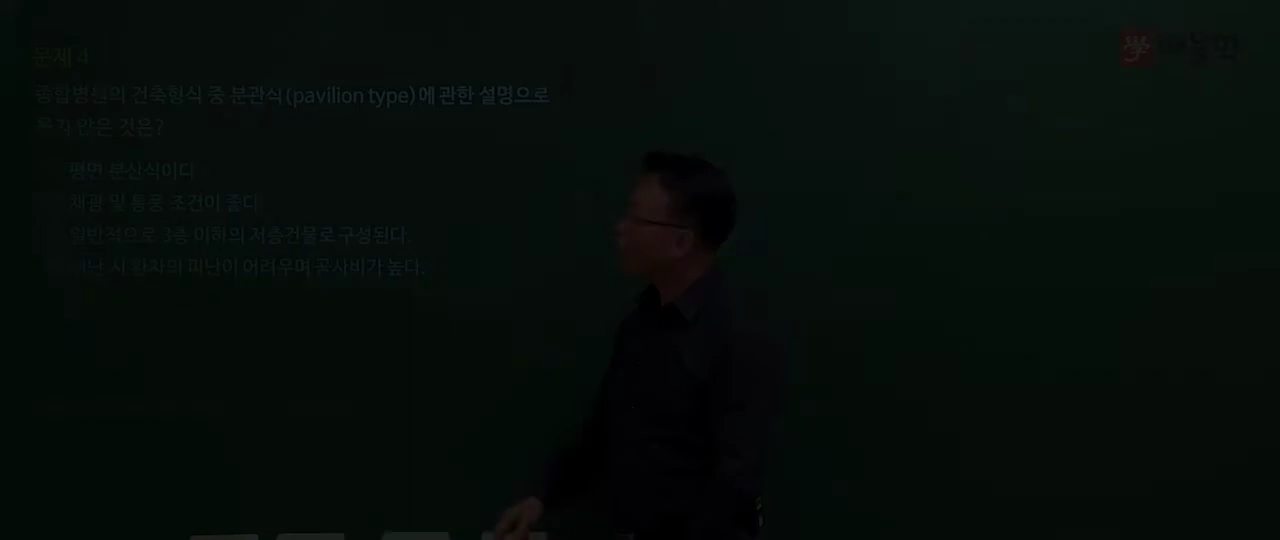 문제 4
종합병원의 건축형식 중 분관식(pavilion type)에 관한 설명으로
옳지 않은 것은?
평면 분산식이다.
채광 및 통풍 조건이 좋다.
일반적으로 3층 이하의 저층건물로 구성된다.
재난 시 환자의 피난이 어려우며 공사비가 높다.
學